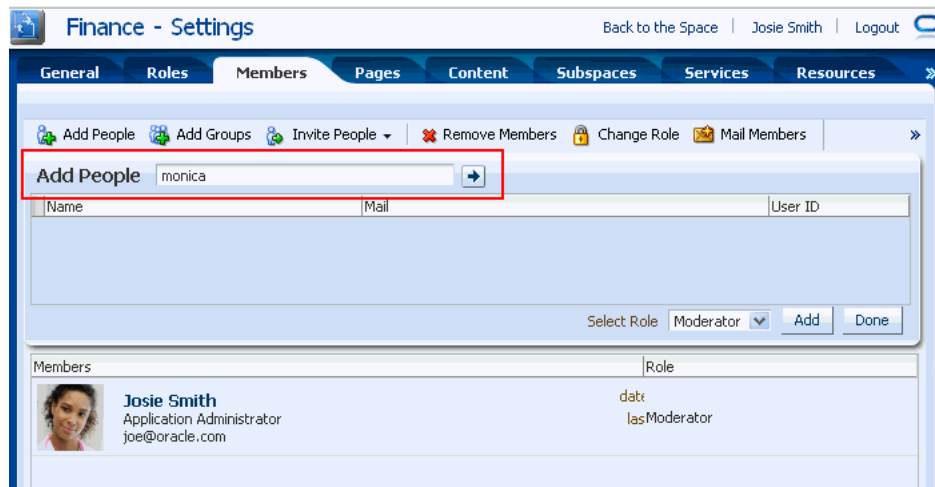 Finance - Settings Back to the Space | Josie Smith | Logout
General Roles Members Pages Content Subspaces Services Resources »
Add People Add Groups Invite People Remove Members Change Role Mail Members »
Add People monica
Name Mail User ID
Select Role Moderator Add Done
Members Role
Josie Smith date
Application Administrator las Moderator
joe@oracle.com